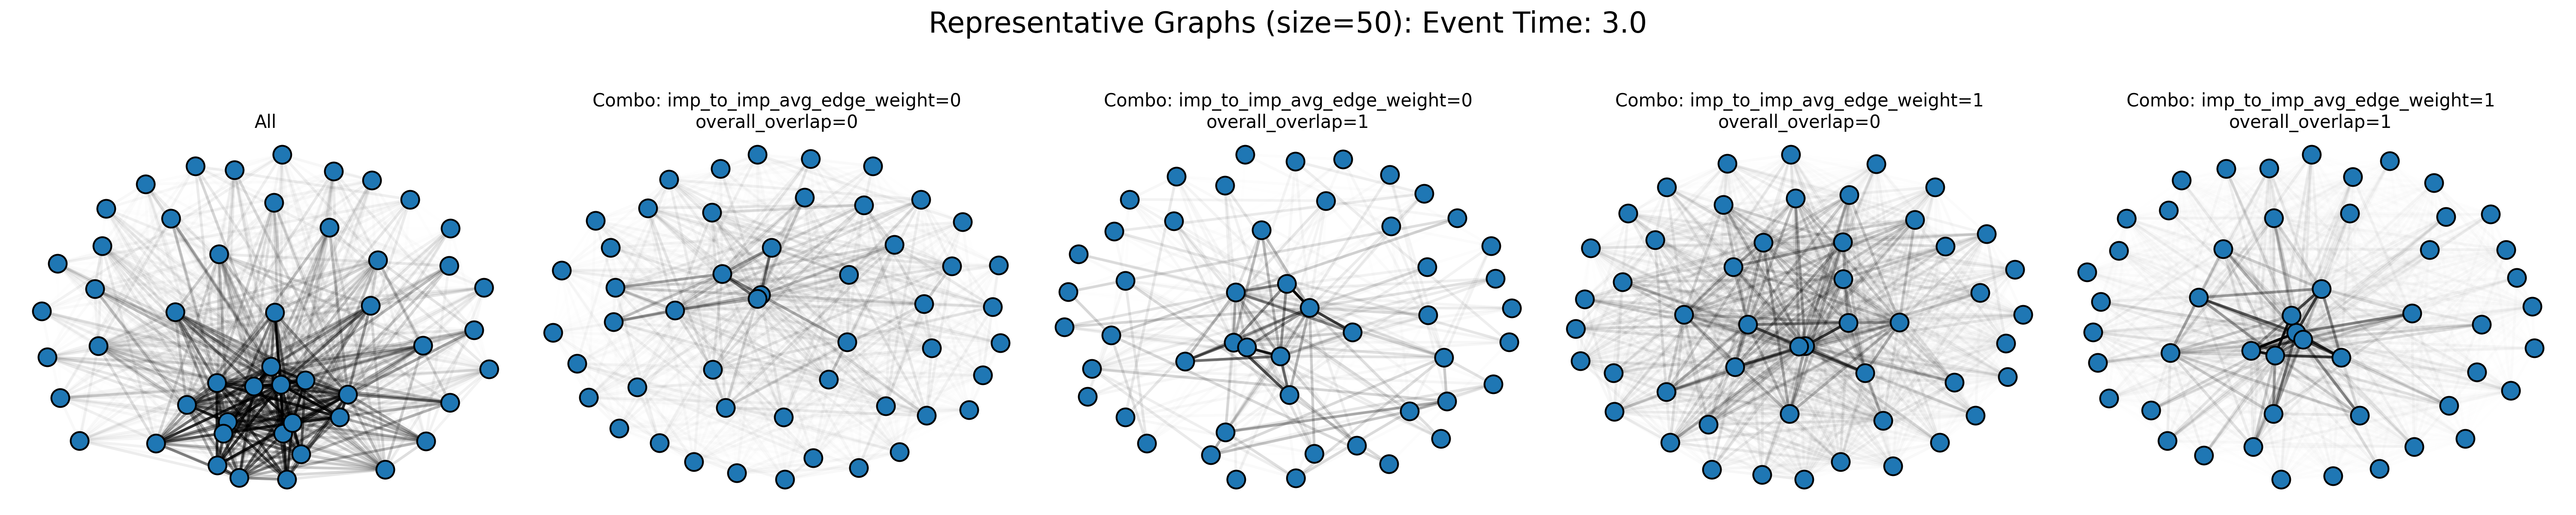 Representative Graphs (size=50): Event Time: 3.0
All
Combo: imp_to_imp_avg_edge_weight=0
overall_overlap=0
Combo: imp_to_imp_avg_edge_weight=0
overall_overlap=1
Combo: imp_to_imp_avg_edge_weight=1
overall_overlap=0
Combo: imp_to_imp_avg_edge_weight=1
overall_overlap=1